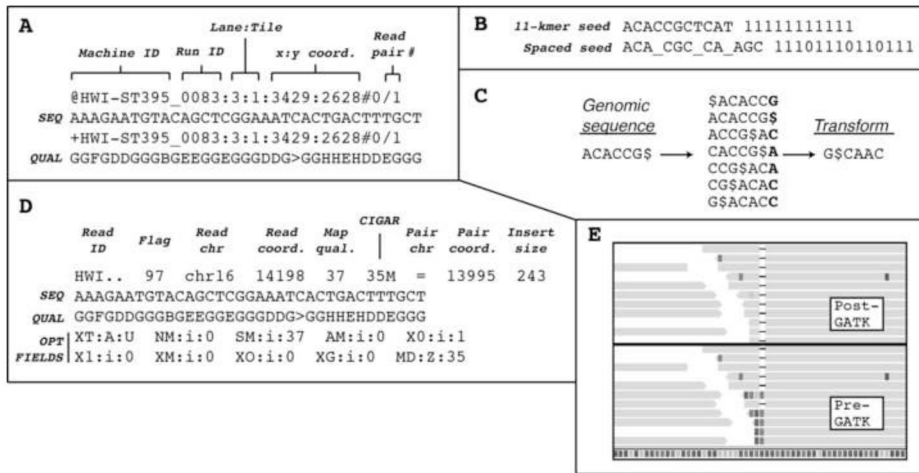 A
Lane:Tile
Read
pair #
Machine ID Run ID x:y coord.
@HWI-ST395_0083:3:1:3429:2628#0/1
SEQ AAAGAATGTACAGCTCGGAAATCACTGACTTTGCT
+HWI-ST395_0083:3:1:3429:2628#0/1
QUAL GGFGDDGGGBGEEGGEGGGDDG>GGHHEHDDEGGG
B
11-kmer seed ACACCGCTCAT 11111111111
Spaced seed ACA_CGC_CA_AGC 11101110110111
C
Genomic
sequence
ACACCG$
$ACACCG
ACACCG$
ACCG$AC
CACCG$A
CCG$ACA
CG$ACAC
G$ACACC
Transform
G$CAAC
D
CIGAR
Read Flag Read Read Map Pair Pair Insert
ID chr coord. qual. chr coord. size
HWI.. 97 chr16 14198 37 35M = 13995 243
SEQ AAAGAATGTACAGCTCGGAAATCACTGACTTTGCT
QUAL GGFGDDGGGBGEEGGEGGGDDG>GGHHEHDDEGGG
OPT XT:A:U NM:i:0 SM:i:37 AM:i:0 X0:i:1
FIELDS X1:i:0 XM:i:0 XO:i:0 XG:i:0 MD:Z:35
E
Post-
GATK
Pre-
GATK